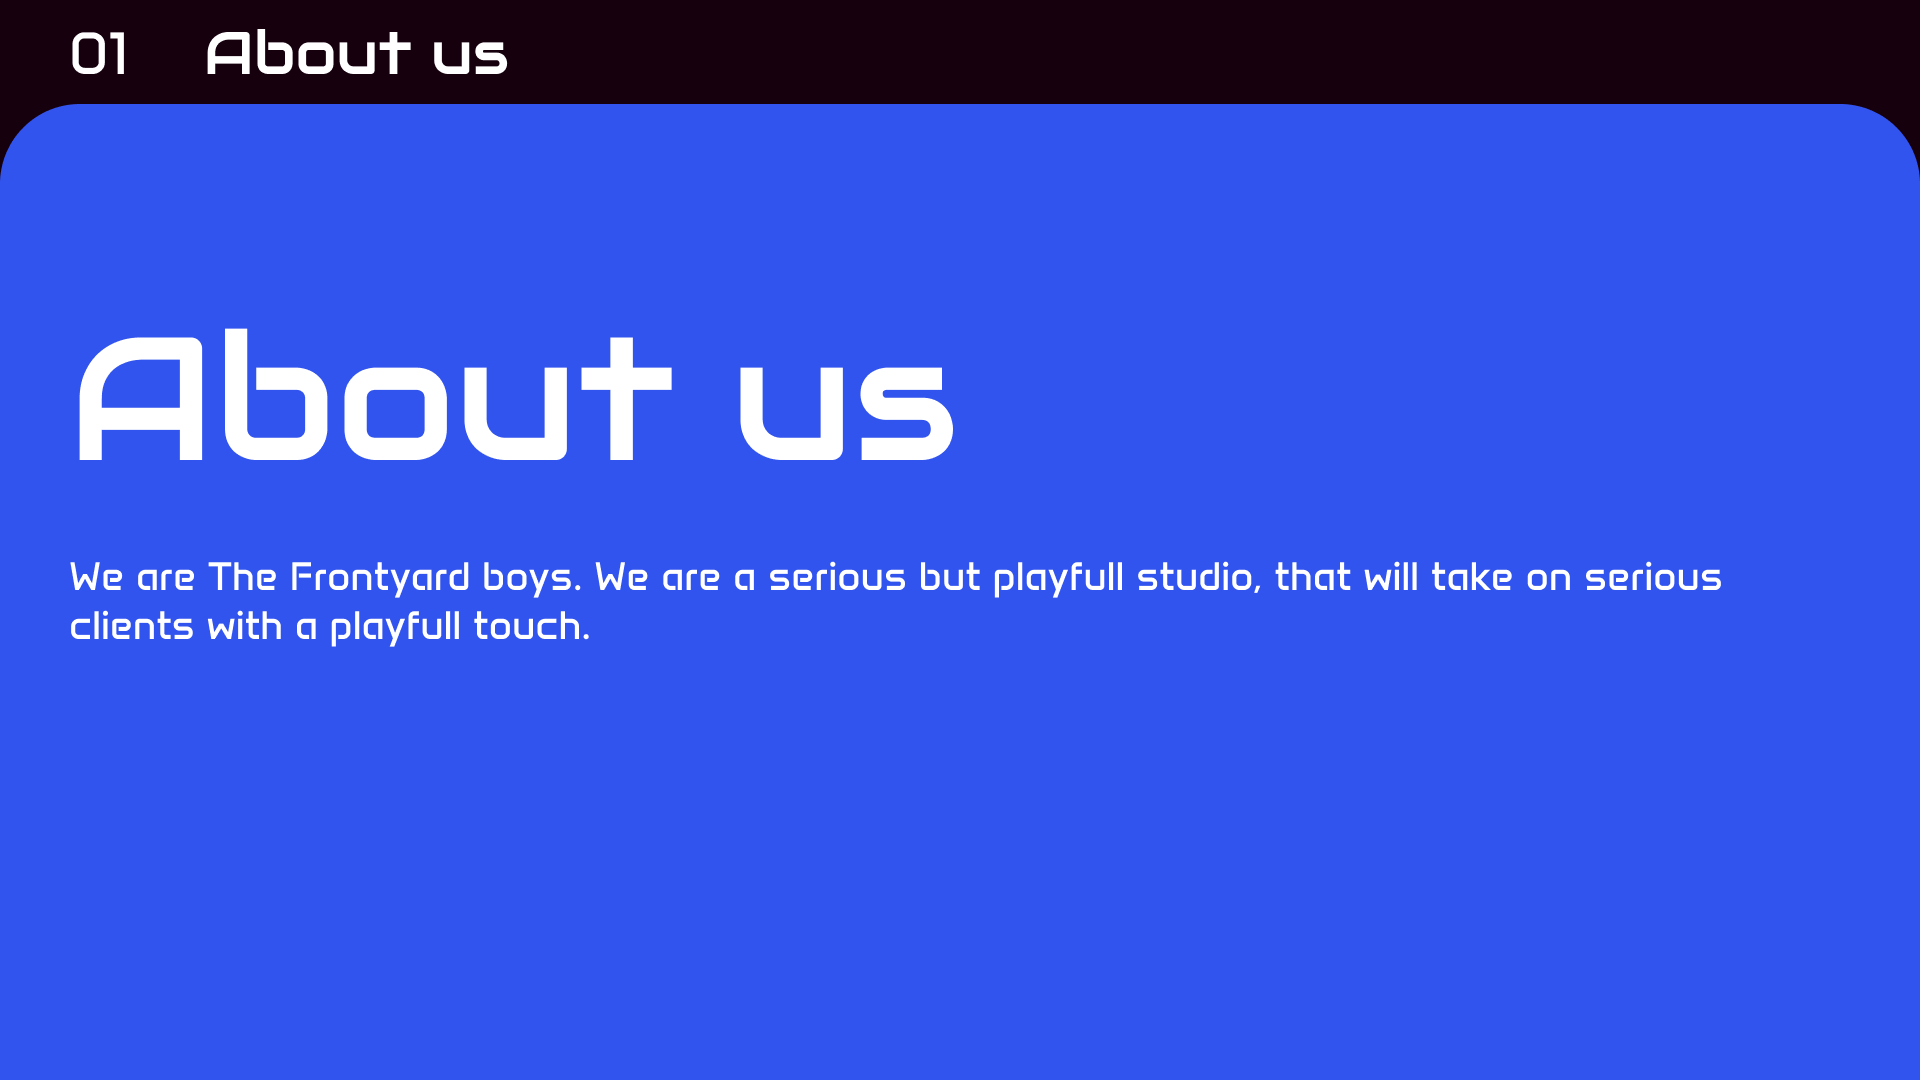 01 About us
About us
We are The Frontyard boys. We are a serious but playfull studio, that will take on serious
clients with a playfull touch.